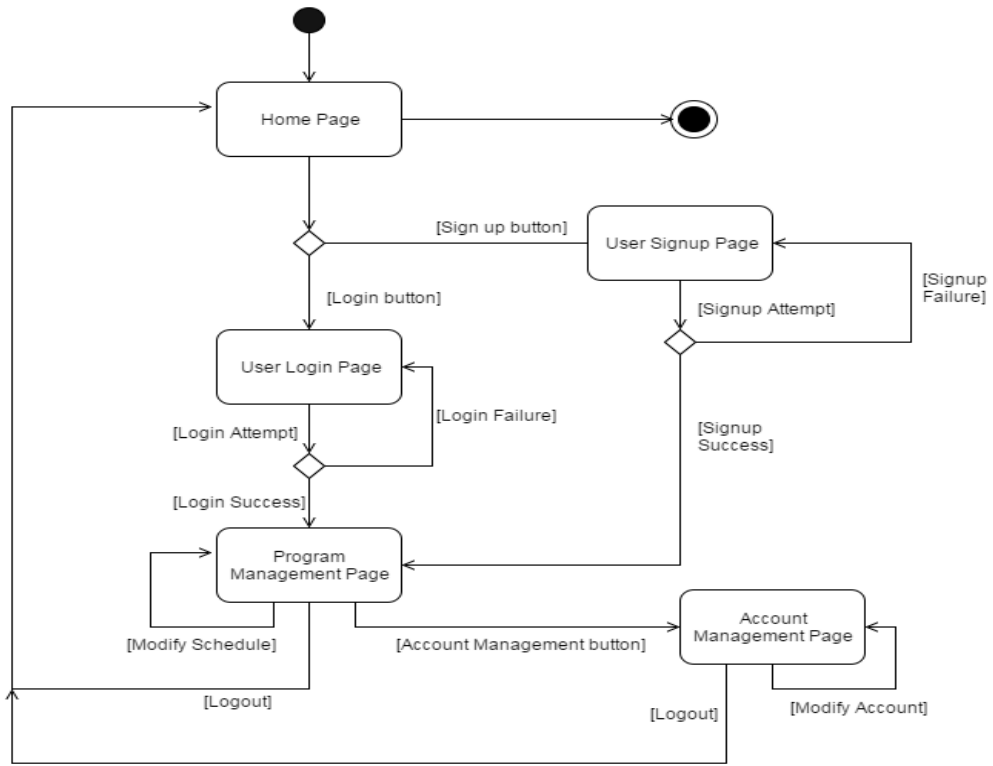 Home Page
[Sign up button]
User Signup Page
[Signup
Failure]
[Login button]
[Signup Attempt]
User Login Page
[Login Failure]
[Login Attempt]
[Signup
Success]
[Login Success]
Program
Management Page
Account
Management Page
[Modify Schedule]
[Account Management button]
[Logout]
[Logout]
[Modify Account]